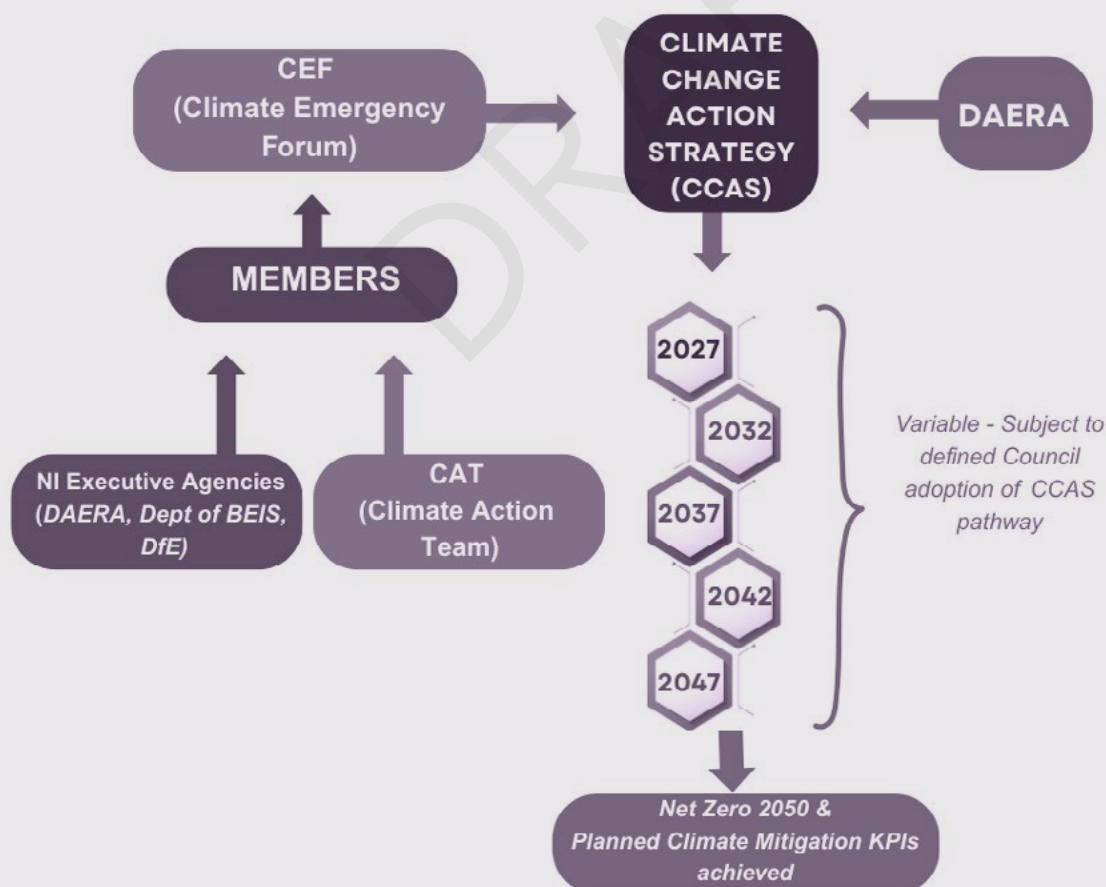 CEF
(Climate Emergency
Forum)
CLIMATE
CHANGE
ACTION
STRATEGY
(CCAS)
DAERA
MEMBERS
NI Executive Agencies
(DAERA, Dept of BEIS,
DfE)
CAT
(Climate Action
Team)
2027
2032
2037
2042
2047
Variable - Subject to
defined Council
adoption of CCAS
pathway
Net Zero 2050 &
Planned Climate Mitigation KPIs
achieved